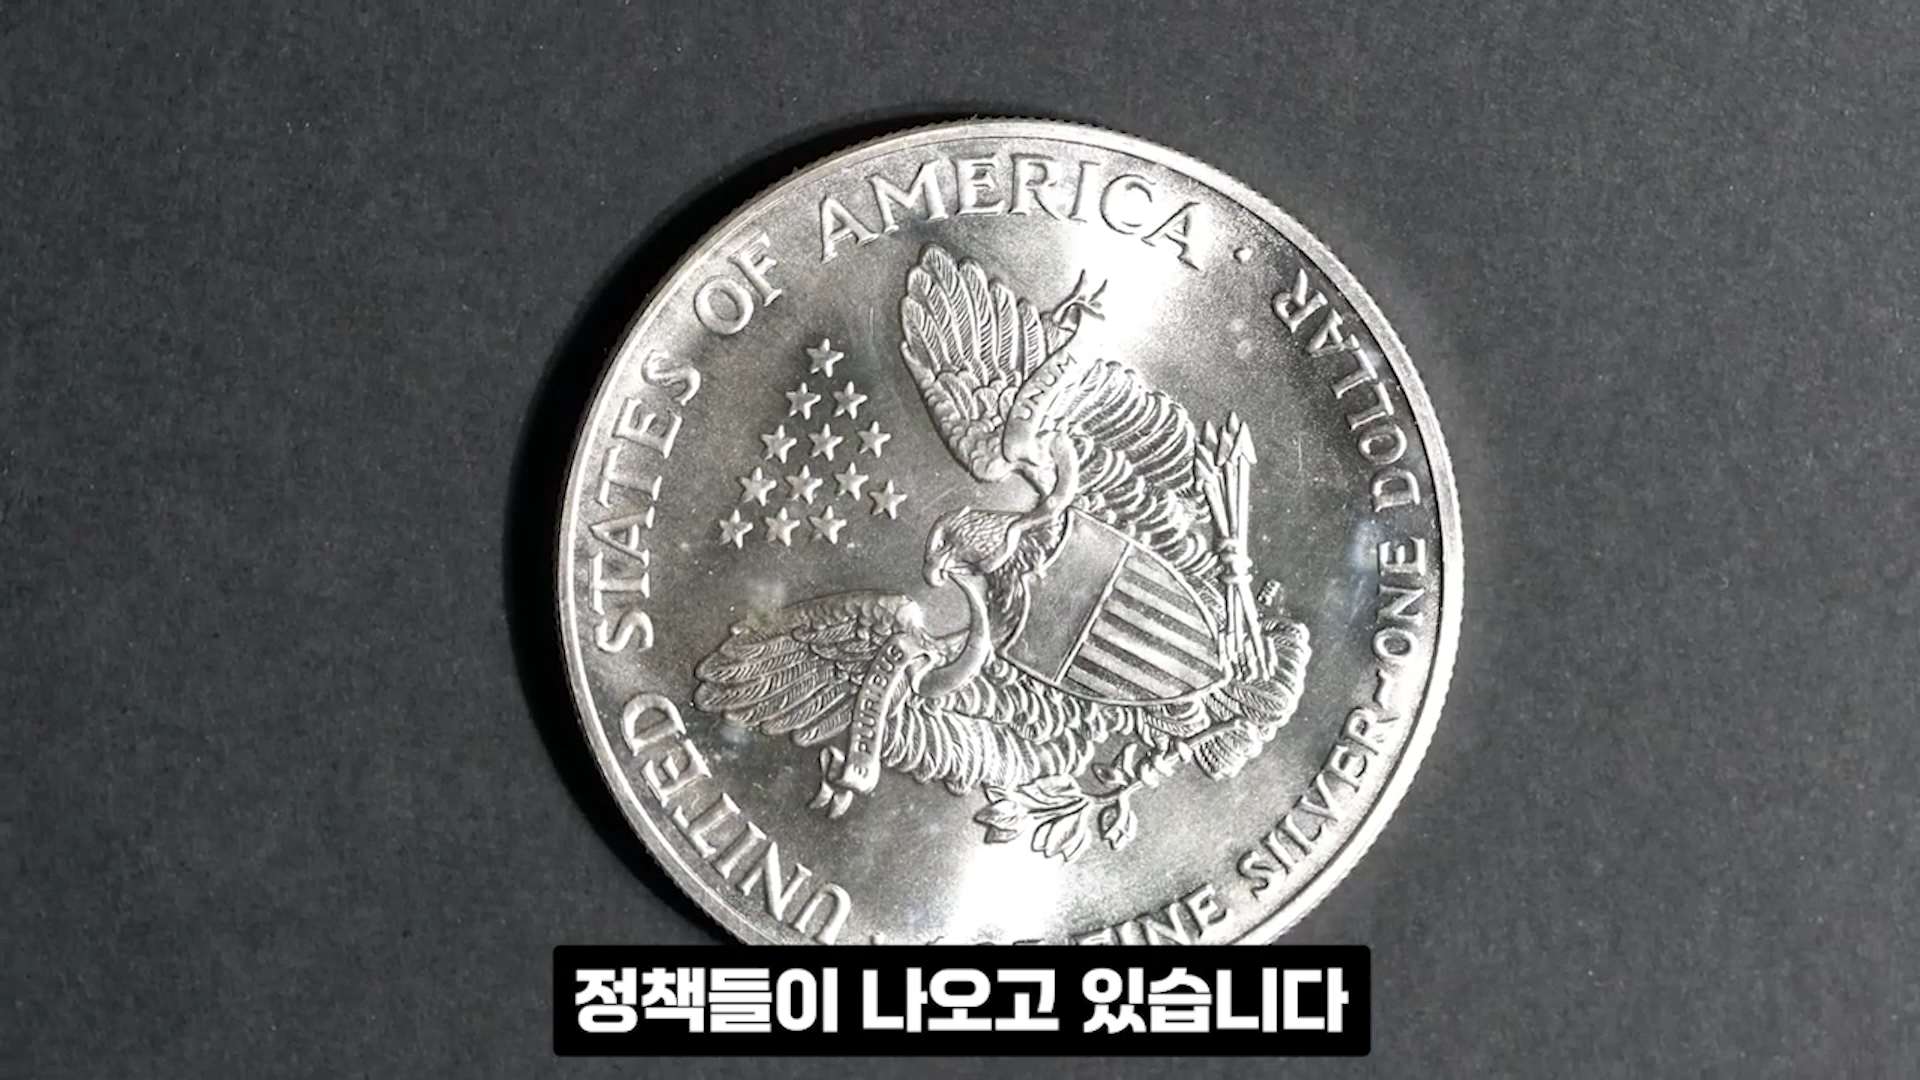 UNITED STATES OF AMERICA ·
FINE SILVER~ONE DOLLAR
E PLURIBUS
UNUM
정책들이 나오고 있습니다